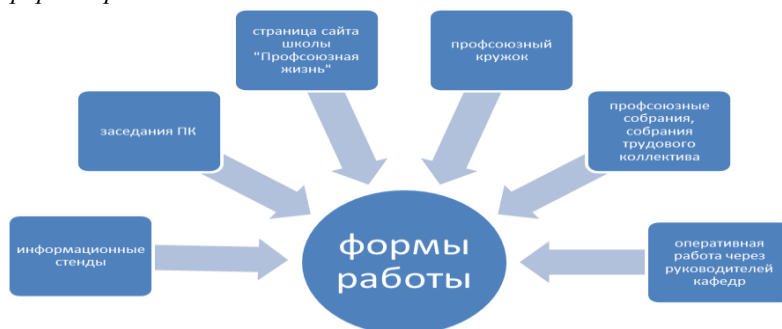 страница сайта
школы
"Профсоюзная
жизнь"
профсоюзный
кружок
заседания ПК
профсоюзные
собрания,
собрания
трудового
коллектива
информационные
стенды
формы
работы
оперативная
работа через
руководителей
кафедр